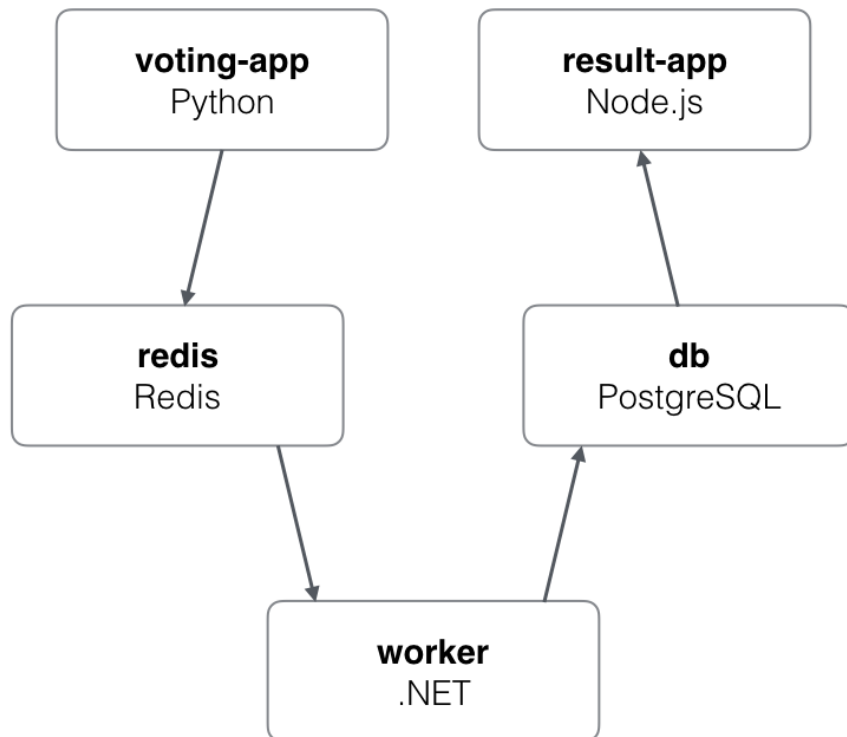 voting-app
Python
result-app
Node.js
redis
Redis
db
PostgreSQL
worker
.NET